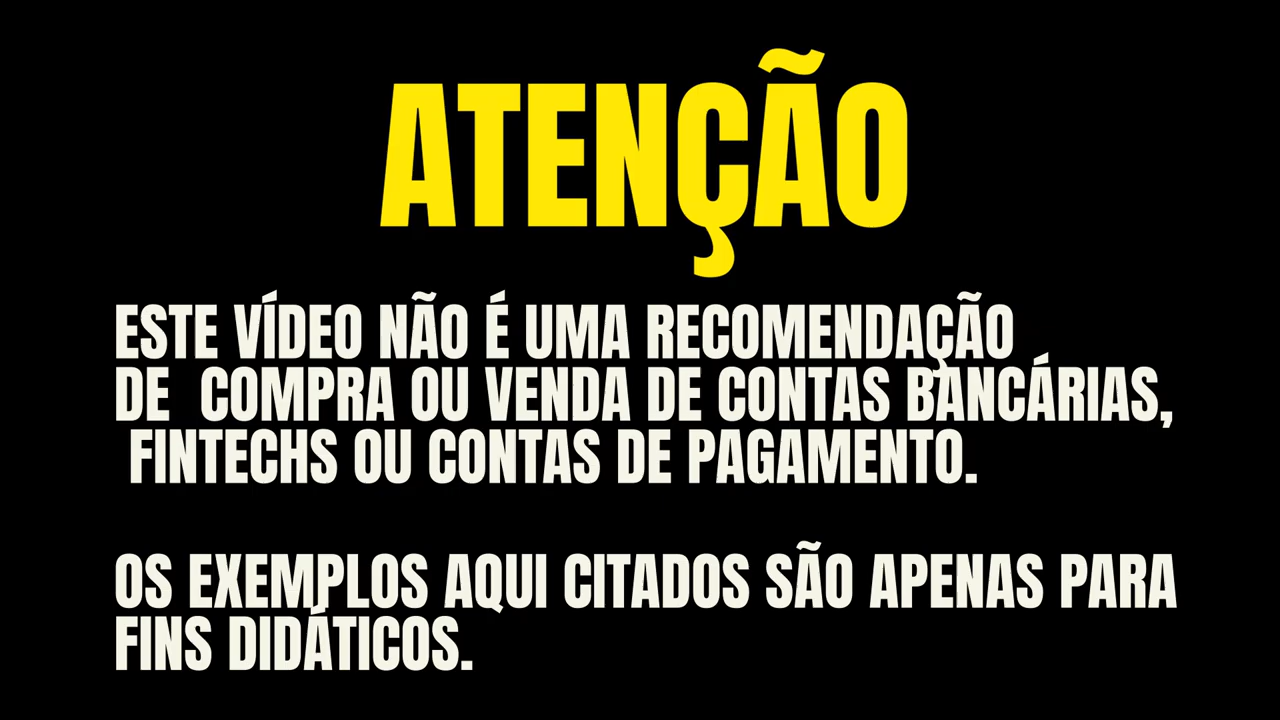 ATENÇÃO
ESTE VÍDEO NÃO É UMA RECOMENDAÇÃO
DE COMPRA OU VENDA DE CONTAS BANCÁRIAS,
FINTECHS OU CONTAS DE PAGAMENTO.
OS EXEMPLOS AQUI CITADOS SÃO APENAS PARA
FINS DIDÁTICOS.